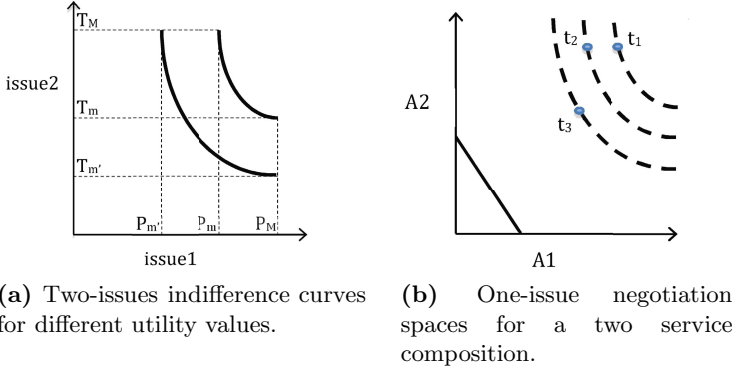 T_M
issue2
T_m
T_m'
P_m' P_m P_M
issue1
(a) Two-issues indifference curves
for different utility values.
t_2 t_1
A2
t_3
A1
(b) One-issue negotiation
spaces for a two service
composition.